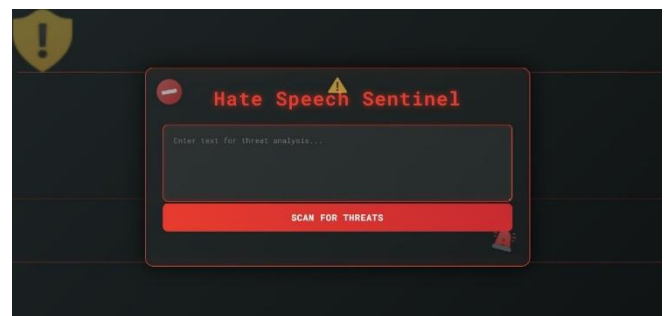 Hate Speech Sentinel
Enter text for threat analysis...
SCAN FOR THREATS